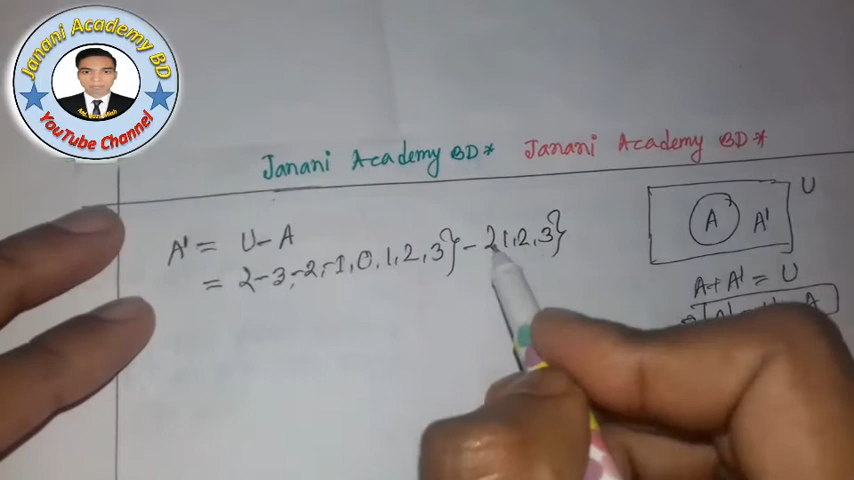 Janani Academy BD
YouTube Channel
Janani Academy BD* Janani Academy BD*
A' = U - A
= {-3, -2, -1, 0, 1, 2, 3} - {1, 2, 3}
U
A
A'
A + A' = U